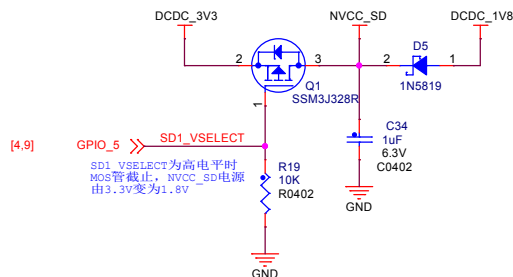 DCDC_3V3
NVCC_SD
DCDC_1V8
2
3
Q1
SSM3J328R
1
D5
2
1
1N5819
[4,9]
GPIO_5
SD1_VSELECT
SD1_VSELECT为高电平时
MOS管截止，NVCC_SD电源
由3.3V变为1.8V
R19
10K
R0402
C34
1uF
6.3V
C0402
GND
GND